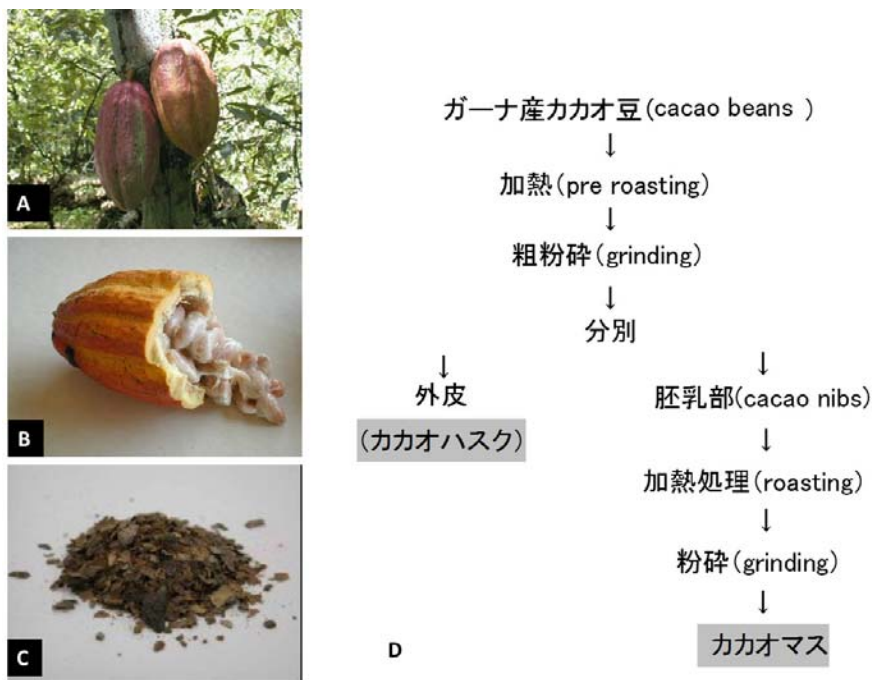 A
B
C
ガーナ産カカオ豆(cacao beans )
↓
加熱(pre roasting)
↓
粗粉砕(grinding)
↓
分別
↓ ↓
外皮 胚乳部(cacao nibs)
(カカオハスク) ↓
加熱処理(roasting)
↓
粉砕(grinding)
↓
カカオマス
D